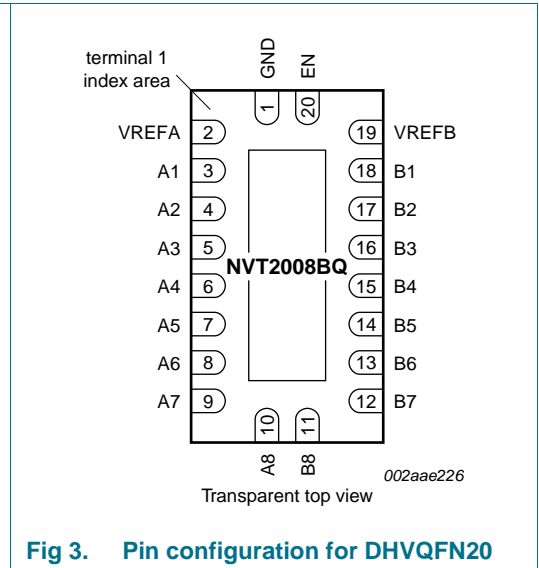 terminal 1
index area
GND
EN
1
20
VREFA 2
19 VREFB
A1 3
18 B1
A2 4
17 B2
A3 5
16 B3
NVT2008BQ
A4 6
15 B4
A5 7
14 B5
A6 8
13 B6
A7 9
12 B7
10
11
A8
B8
002aae226
Transparent top view
Fig 3. Pin configuration for DHVQFN20